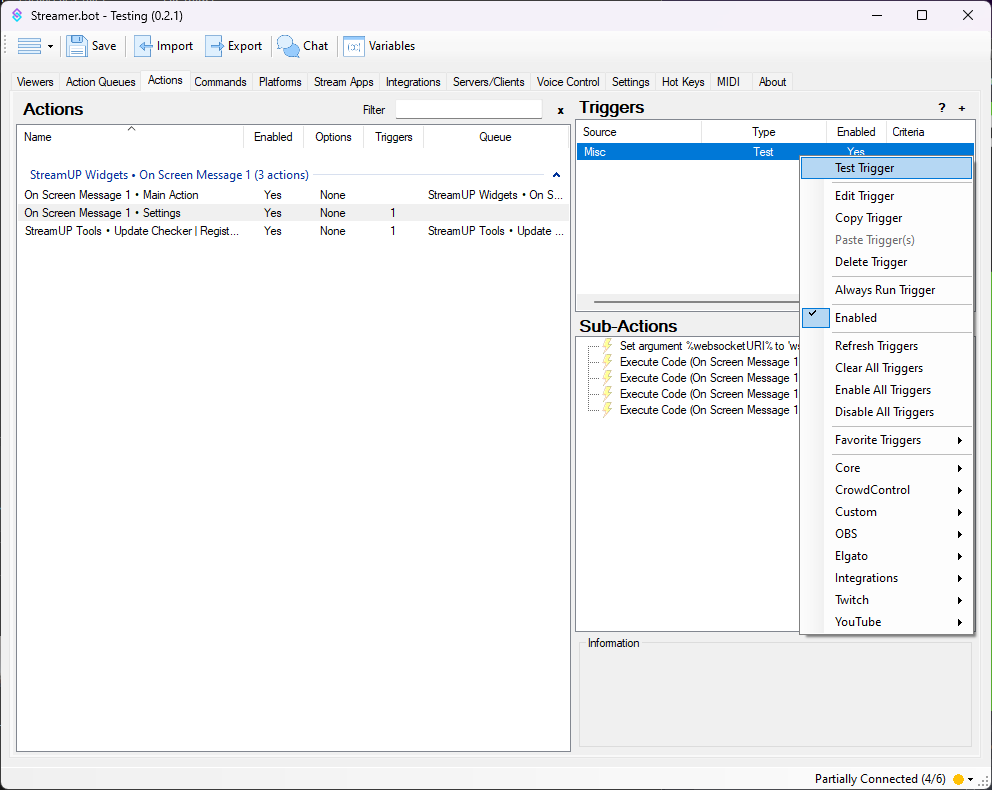 Streamer.bot - Testing (0.2.1)
Save Import Export Chat Variables
Viewers Action Queues Actions Commands Platforms Stream Apps Integrations Servers/Clients Voice Control Settings Hot Keys MIDI About
Actions Filter x
Name Enabled Options Triggers Queue
StreamUP Widgets • On Screen Message 1 (3 actions)
On Screen Message 1 • Main Action Yes None StreamUP Widgets • On S...
On Screen Message 1 • Settings Yes None 1
StreamUP Tools • Update Checker | Regist... Yes None 1 StreamUP Tools • Update ...
Triggers ? +
Source Type Enabled Criteria
Misc Test Yes
Test Trigger
Edit Trigger
Copy Trigger
Paste Trigger(s)
Delete Trigger
Always Run Trigger
Enabled
Refresh Triggers
Clear All Triggers
Enable All Triggers
Disable All Triggers
Favorite Triggers
Core
CrowdControl
Custom
OBS
Elgato
Integrations
Twitch
YouTube
Sub-Actions
Set argument %websocketURI% to 'ws
Execute Code (On Screen Message 1
Execute Code (On Screen Message 1
Execute Code (On Screen Message 1
Execute Code (On Screen Message 1
Information
Partially Connected (4/6)